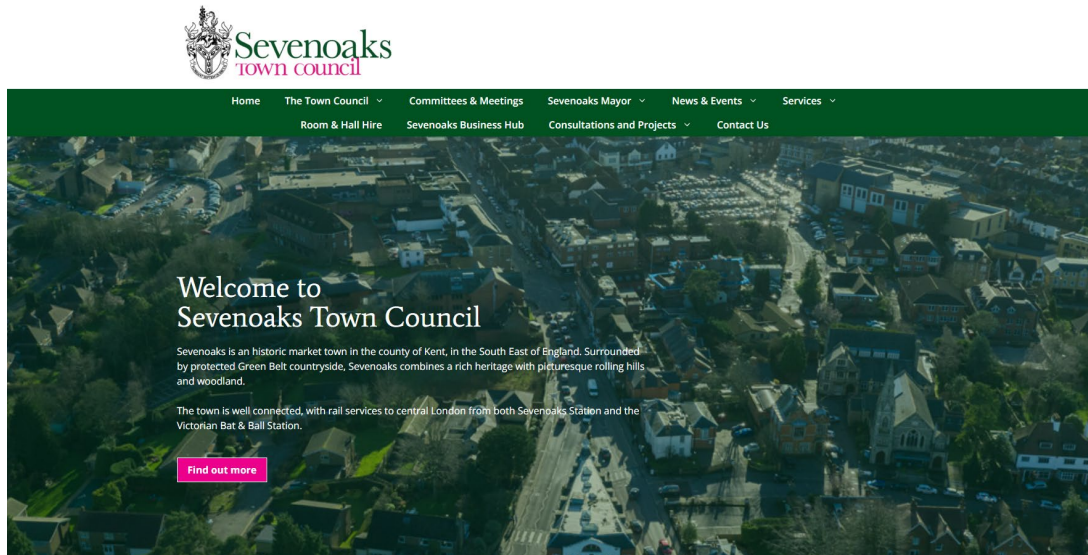 Sevenoaks
TOWN COUNCIL
Home The Town Council Committees & Meetings Sevenoaks Mayor News & Events Services
Room & Hall Hire Sevenoaks Business Hub Consultations and Projects Contact Us
Welcome to
Sevenoaks Town Council
Sevenoaks is an historic market town in the county of Kent, in the South East of England. Surrounded
by protected Green Belt countryside, Sevenoaks combines a rich heritage with picturesque rolling hills
and woodland.
The town is well connected, with rail services to central London from both Sevenoaks Station and the
Victorian Bat & Ball Station.
Find out more